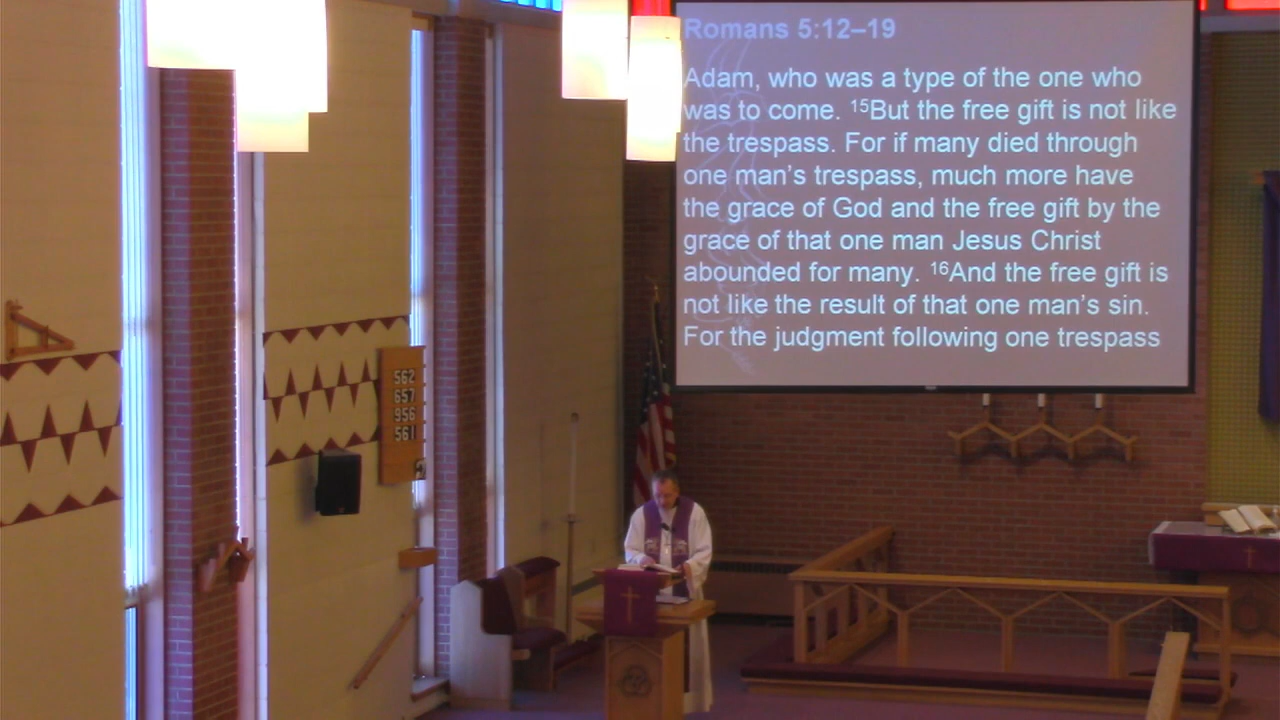 Romans 5:12–19
Adam, who was a type of the one who
was to come. ¹⁵But the free gift is not like
the trespass. For if many died through
one man’s trespass, much more have
the grace of God and the free gift by the
grace of that one man Jesus Christ
abounded for many. ¹⁶And the free gift is
not like the result of that one man’s sin.
For the judgment following one trespass
562
657
956
561